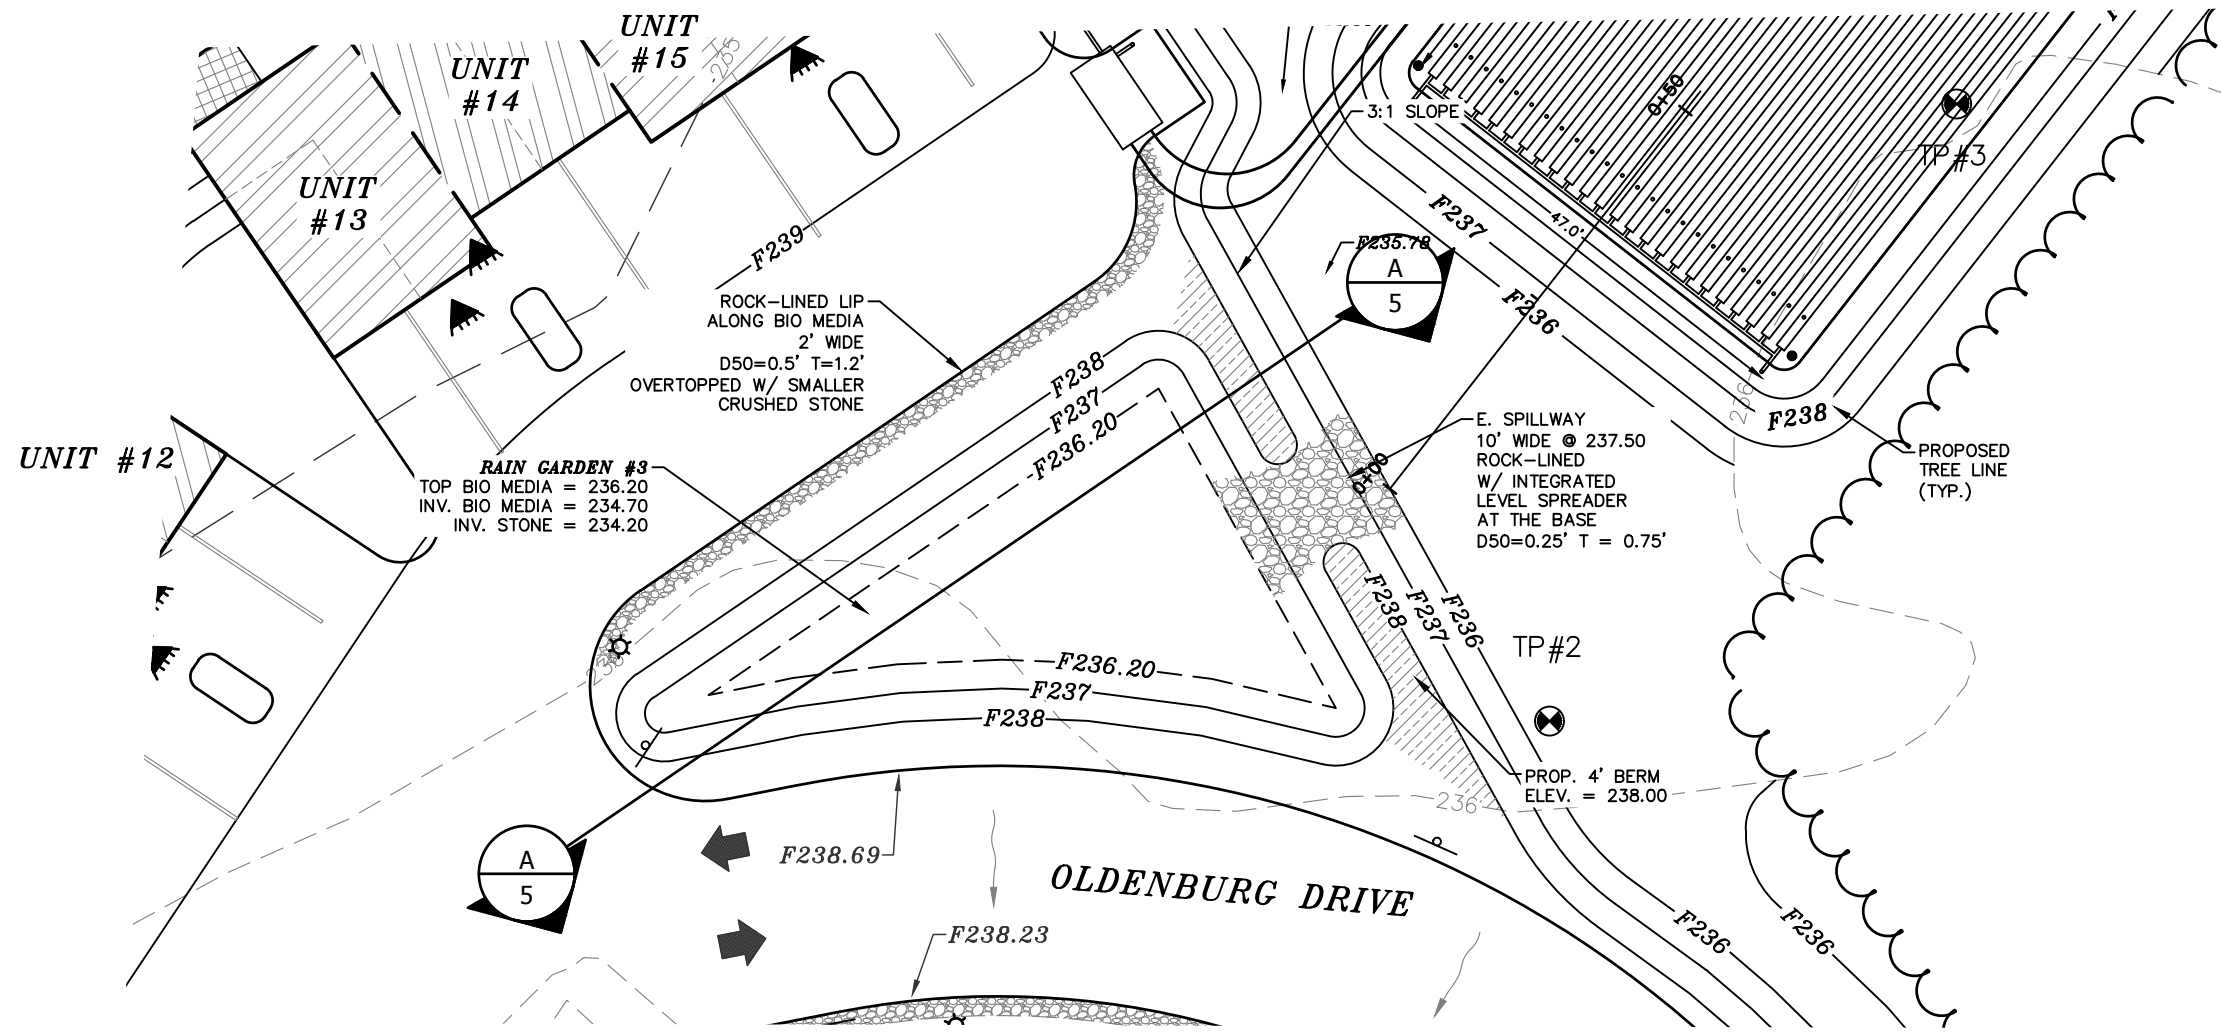 UNIT
#15
UNIT
#14
UNIT
#13
UNIT #12
255
F239
3:1 SLOPE
0+50
TP#3
F237
47.0'
F235.78
A
5
F236
F238
256
ROCK-LINED LIP
ALONG BIO MEDIA
2' WIDE
D50=0.5' T=1.2'
OVERTOPPED W/ SMALLER
CRUSHED STONE
F238
F237
F236.20
RAIN GARDEN #3
TOP BIO MEDIA = 236.20
INV. BIO MEDIA = 234.70
INV. STONE = 234.20
E. SPILLWAY
10' WIDE @ 237.50
ROCK-LINED
W/ INTEGRATED
LEVEL SPREADER
AT THE BASE
D50=0.25' T = 0.75'
0+00
PROPOSED
TREE LINE
(TYP.)
F238
F237
F236
TP#2
F236.20
F237
F238
PROP. 4' BERM
ELEV. = 238.00
236
F238.69
A
5
OLDENBURG DRIVE
F238.23
F236
F236